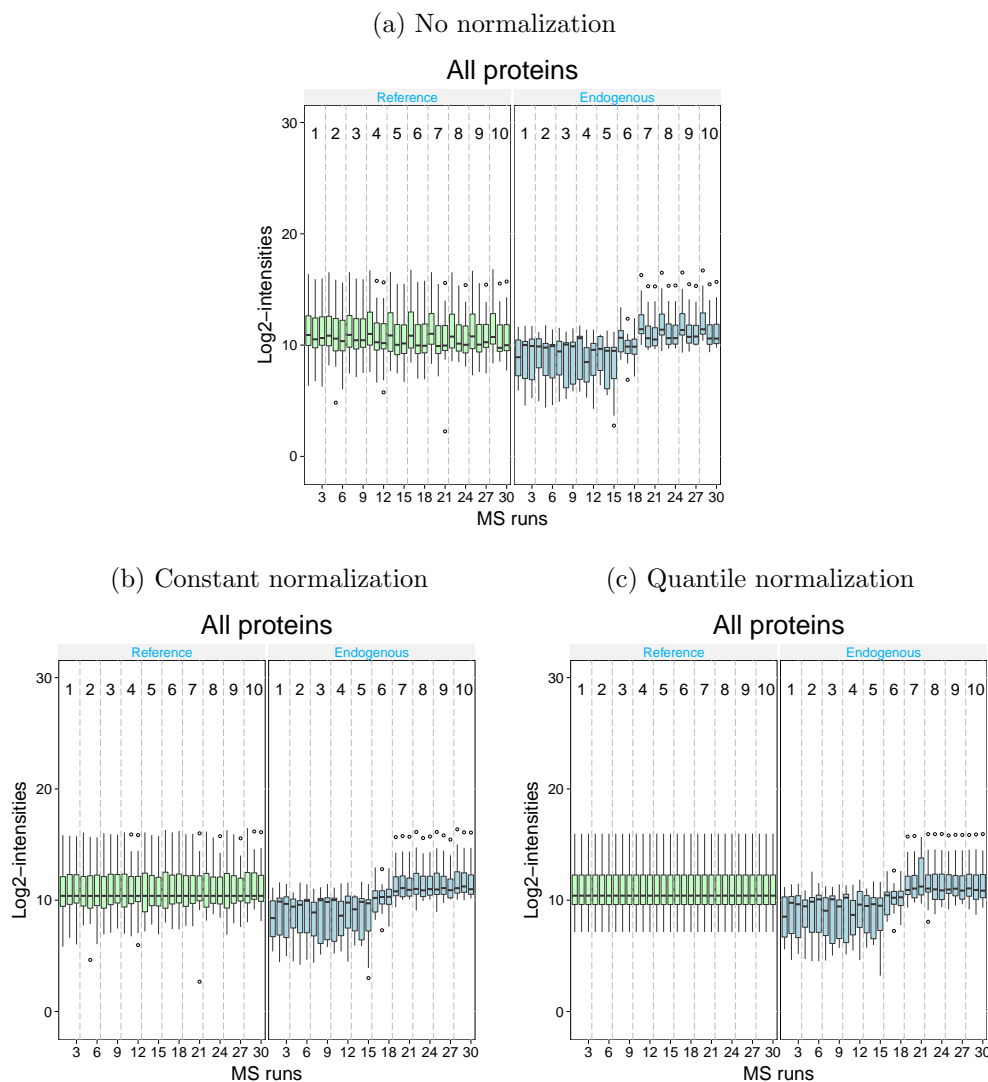 (a) No normalization
All proteins
Reference Endogenous
30
1 2 3 4 5 6 7 8 9 10 1 2 3 4 5 6 7 8 9 10
20
Log2−intensities
10
0
3 6 9 12 15 18 21 24 27 30 3 6 9 12 15 18 21 24 27 30
MS runs
(b) Constant normalization
All proteins
Reference Endogenous
30
1 2 3 4 5 6 7 8 9 10 1 2 3 4 5 6 7 8 9 10
20
Log2−intensities
10
0
3 6 9 12 15 18 21 24 27 30 3 6 9 12 15 18 21 24 27 30
MS runs
(c) Quantile normalization
All proteins
Reference Endogenous
30
1 2 3 4 5 6 7 8 9 10 1 2 3 4 5 6 7 8 9 10
20
Log2−intensities
10
0
3 6 9 12 15 18 21 24 27 30 3 6 9 12 15 18 21 24 27 30
MS runs